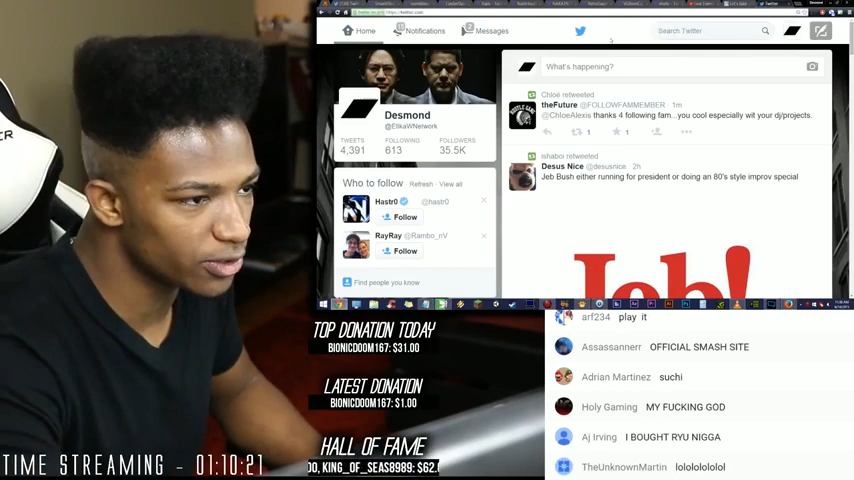 Home
Notifications
Messages
Search Twitter
What's happening?
Desmond
@EtikaWNetwork
TWEETS
FOLLOWING
FOLLOWERS
4,391
613
35.5K
Who to follow · Refresh · View all
Hastr0 @hastr0
Follow
RayRay @Rambo_nV
Follow
Find people you know
Chloe retweeted
theFuture @FOLLOWFAMMEMBER · 1m
@ChloeAlexis thanks 4 following fam...you cool especially wit your dj/projects.
1
1
Desus Nice @desusnice · 2h
Jeb Bush either running for president or doing an 80's style improv special
Jeb!
TOP DONATION TODAY
BIONICDOOM167: $31.00
LATEST DONATION
BIONICDOOM167: $1.00
HALL OF FAME
KING_OF_SEAS8989: $62.
TIME STREAMING - 01:10:21
arf234 play it
Assassannerr OFFICIAL SMASH SITE
Adrian Martinez suchi
Holy Gaming MY FUCKING GOD
Aj Irving I BOUGHT RYU NIGGA
TheUnknownMartin lolololololol